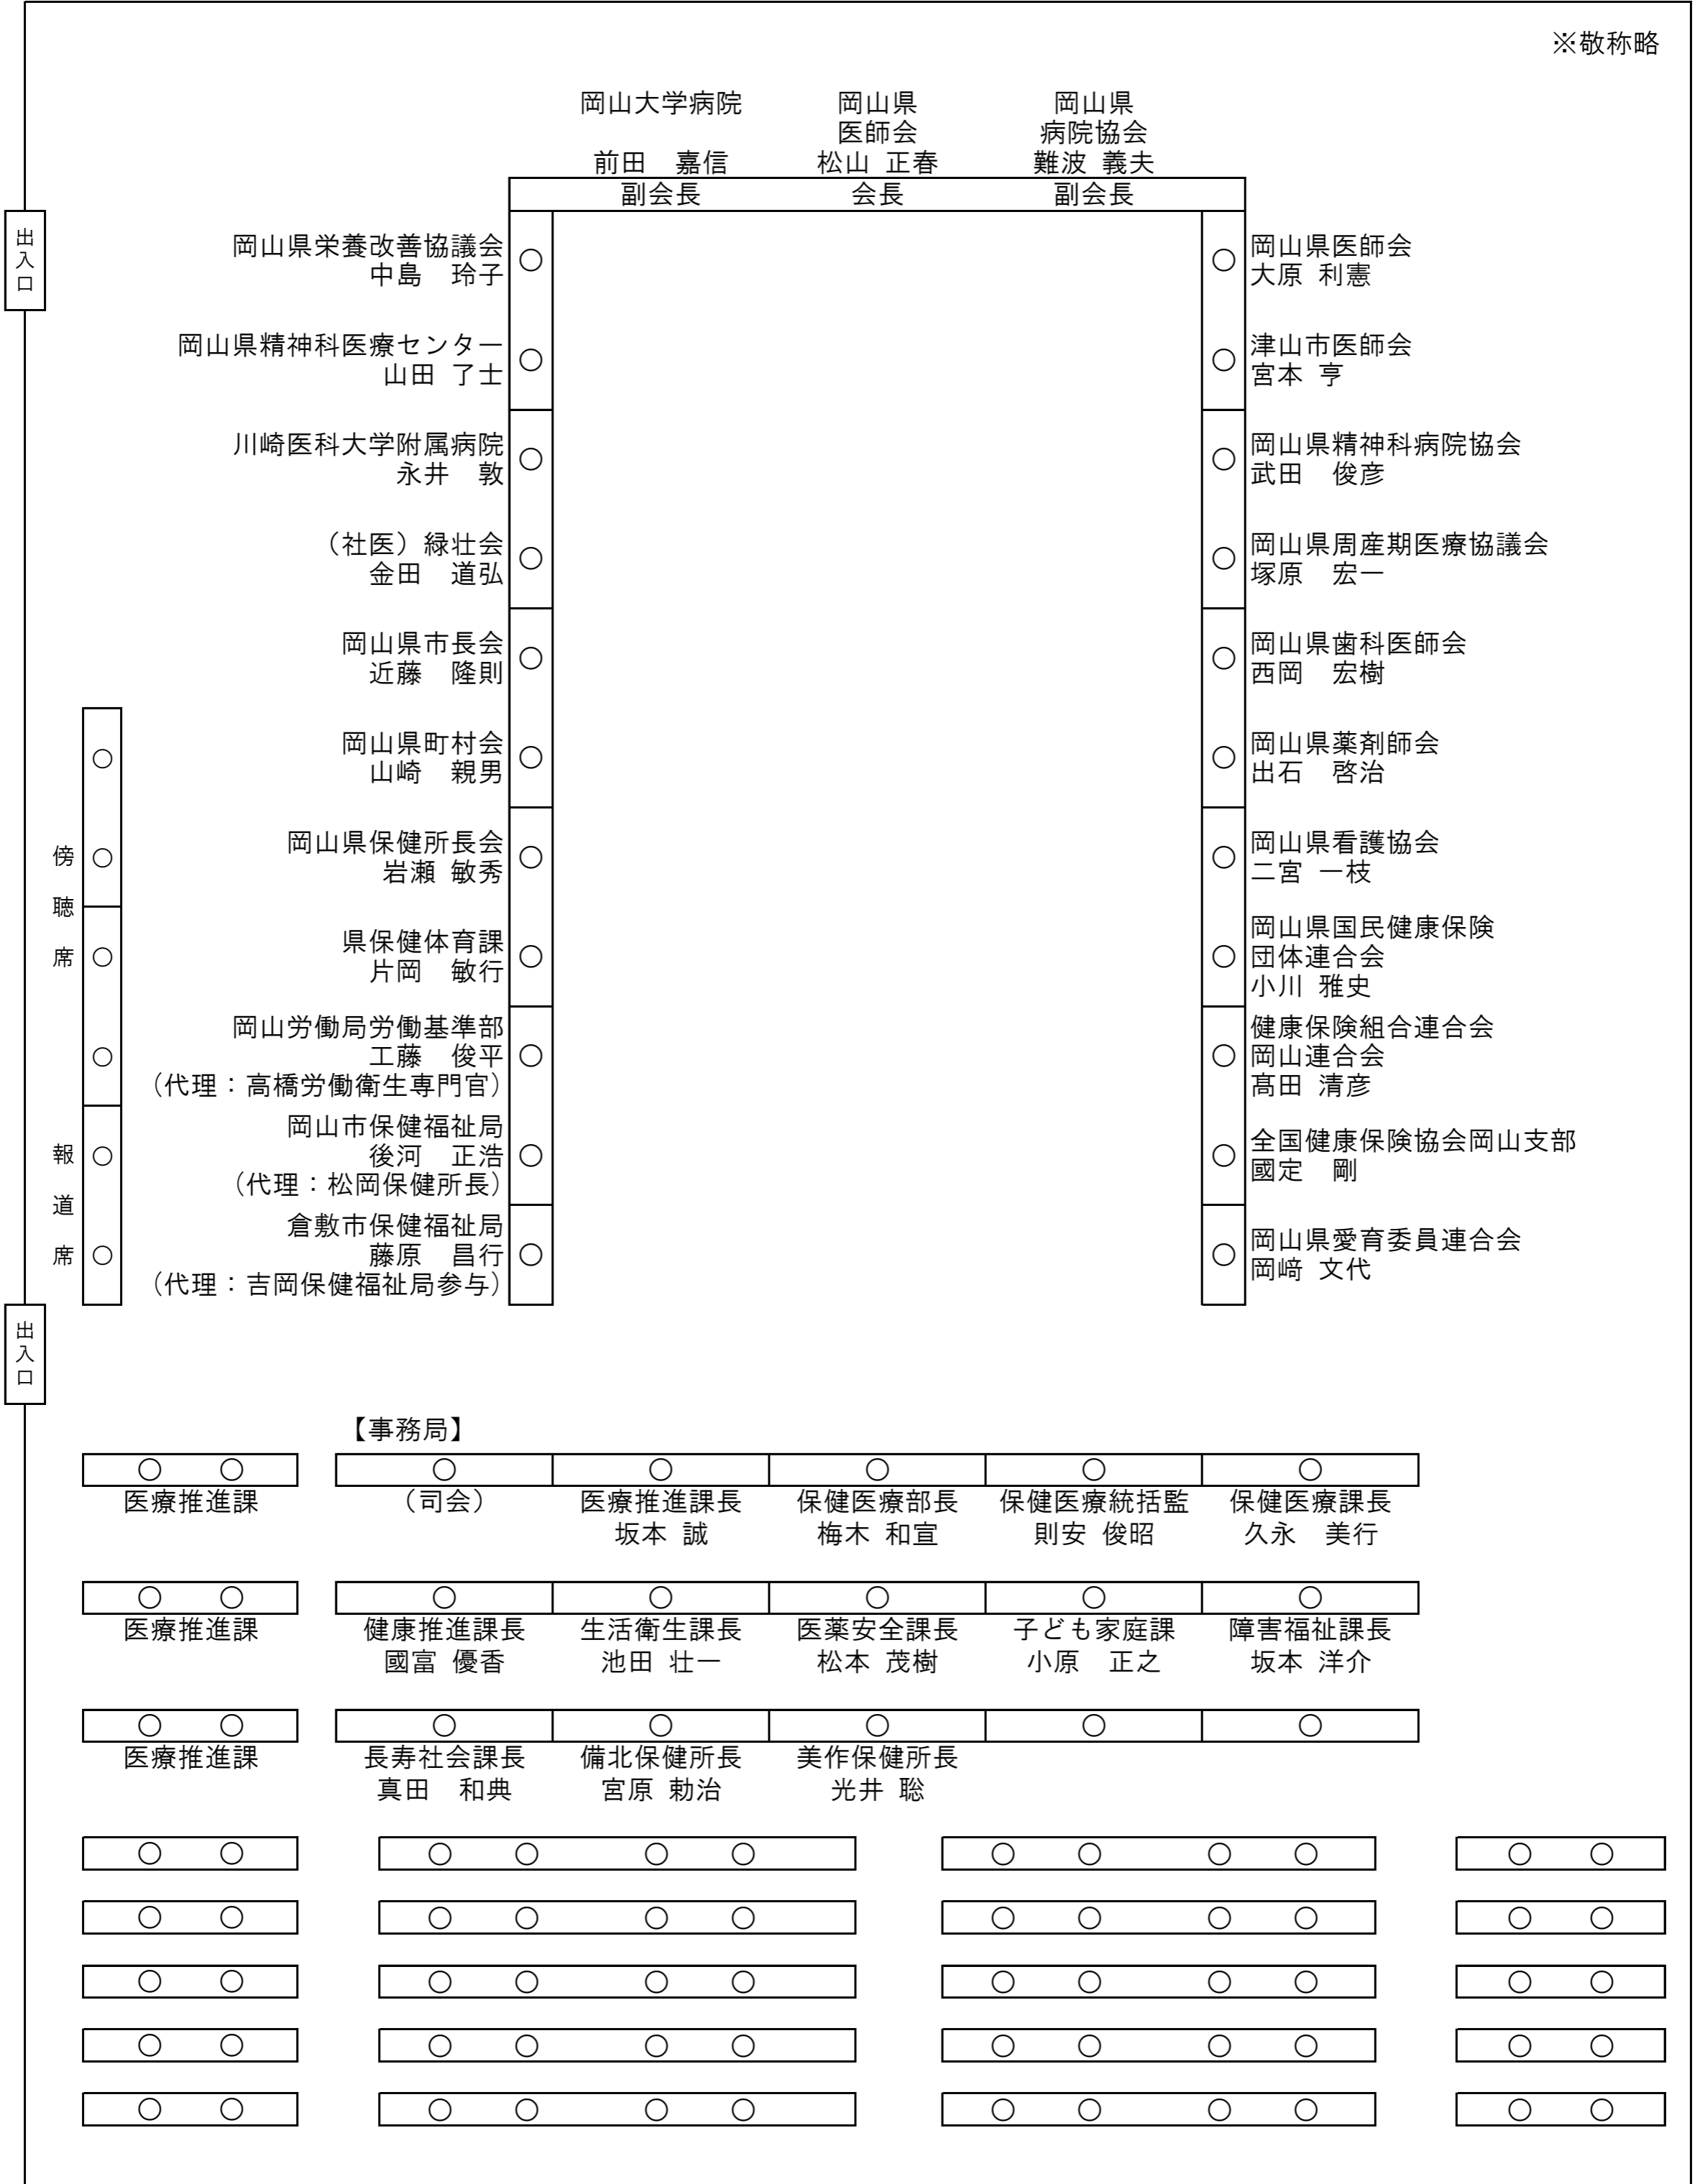 ※敬称略
岡山大学病院
前田　嘉信
副会長
岡山県
医師会
松山 正春
会長
岡山県
病院協会
難波 義夫
副会長
出入口
岡山県栄養改善協議会
中島　玲子
岡山県精神科医療センター
山田 了士
川崎医科大学附属病院
永井　敦
（社医）緑壮会
金田　道弘
岡山県市長会
近藤　隆則
岡山県町村会
山崎　親男
岡山県保健所長会
岩瀬 敏秀
県保健体育課
片岡　敏行
岡山労働局労働基準部
工藤　俊平
（代理：高橋労働衛生専門官）
岡山市保健福祉局
後河　正浩
（代理：松岡保健所長）
倉敷市保健福祉局
藤原　昌行
（代理：吉岡保健福祉局参与）
岡山県医師会
大原 利憲
津山市医師会
宮本 亨
岡山県精神科病院協会
武田　俊彦
岡山県周産期医療協議会
塚原　宏一
岡山県歯科医師会
西岡　宏樹
岡山県薬剤師会
出石　啓治
岡山県看護協会
二宮 一枝
岡山県国民健康保険
団体連合会
小川 雅史
健康保険組合連合会
岡山連合会
髙田 清彦
全国健康保険協会岡山支部
國定　剛
岡山県愛育委員連合会
岡﨑 文代
傍聴席
報道席
出入口
【事務局】
医療推進課
（司会）
医療推進課長
坂本 誠
保健医療部長
梅木 和宣
保健医療統括監
則安 俊昭
保健医療課長
久永　美行
医療推進課
健康推進課長
國富 優香
生活衛生課長
池田 壮一
医薬安全課長
松本 茂樹
子ども家庭課
小原　正之
障害福祉課長
坂本 洋介
医療推進課
長寿社会課長
真田　和典
備北保健所長
宮原 勅治
美作保健所長
光井 聡